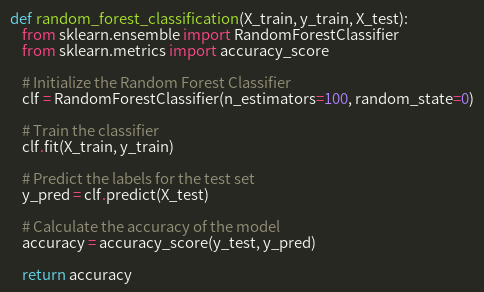 def random_forest_classification(X_train, y_train, X_test):
from sklearn.ensemble import RandomForestClassifier
from sklearn.metrics import accuracy_score
# Initialize the Random Forest Classifier
clf = RandomForestClassifier(n_estimators=100, random_state=0)
# Train the classifier
clf.fit(X_train, y_train)
# Predict the labels for the test set
y_pred = clf.predict(X_test)
# Calculate the accuracy of the model
accuracy = accuracy_score(y_test, y_pred)
return accuracy